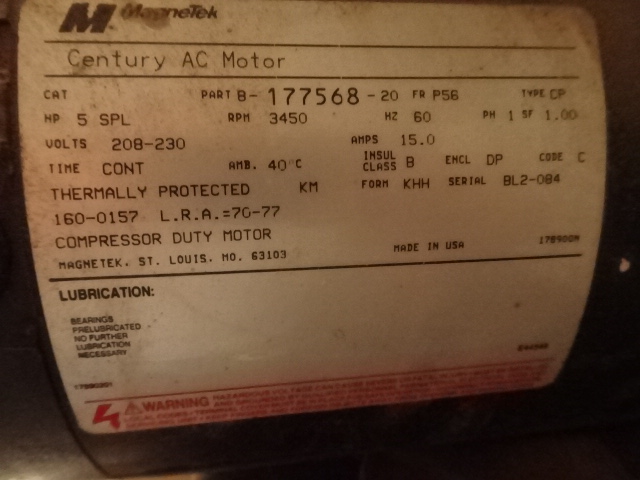 MagneTek
Century AC Motor
CAT PART B-177568-20 FR P56 TYPE CP
HP 5 SPL RPM 3450 HZ 60 PH 1 SF 1.00
VOLTS 208-230 AMPS 15.0
TIME CONT AMB. 40°C INSUL CLASS B ENCL DP CODE C
THERMALLY PROTECTED KM FORM KHH SERIAL BL2-084
160-0157 L.R.A.=70-77
COMPRESSOR DUTY MOTOR
MAGNETEK. ST. LOUIS. MO. 63103 MADE IN USA
LUBRICATION:
BEARINGS
PRELUBRICATED
NO FURTHER
LUBRICATION
NECESSARY
WARNING HAZARDOUS VOLTAGE CAN